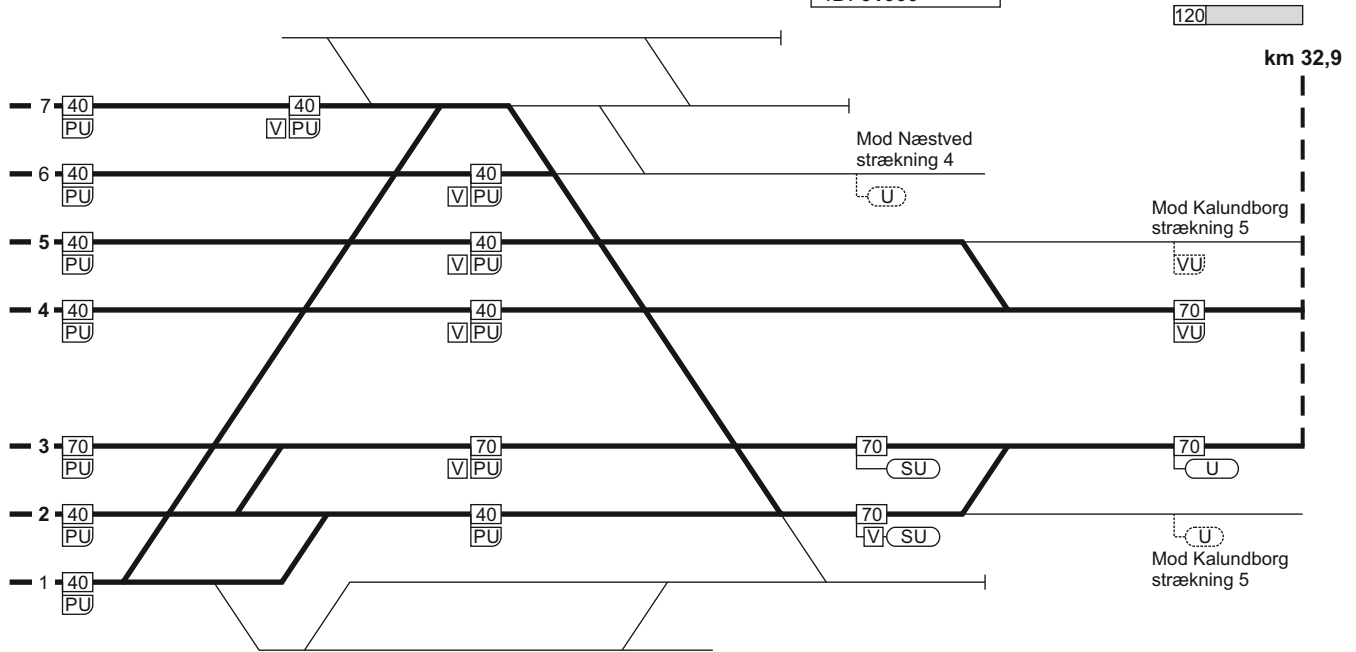 120
km 32,9
7 40 40
PU V PU
Mod Næstved
strækning 4
6 40 40
PU V PU U
Mod Kalundborg
strækning 5
5 40 40
PU V PU VU
4 40 40 70
PU V PU VU
3 70 70 70 70
PU V PU SU U
2 40 40 70
PU PU V SU U
Mod Kalundborg
strækning 5
1 40
PU